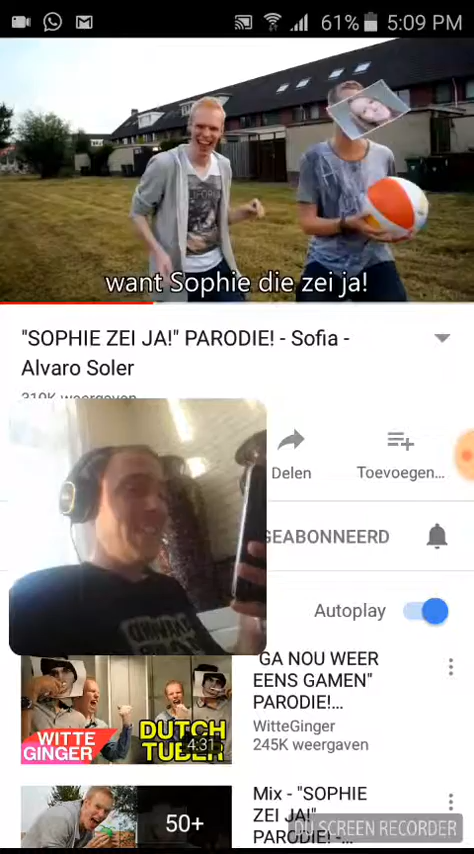 61% 5:09 PM
want Sophie die zei ja!
"SOPHIE ZEI JA!" PARODIE! - Sofia -
Alvaro Soler
310K weergaven
Delen
Toevoegen...
GEABONNEERD
Autoplay
WITTE
GINGER
DUTCH
TUBER
4:31
"GA NOU WEER
EENS GAMEN"
PARODIE!...
WitteGinger
245K weergaven
50+
Mix - "SOPHIE
ZEI JA!"
PARODIE! -...
DU SCREEN RECORDER